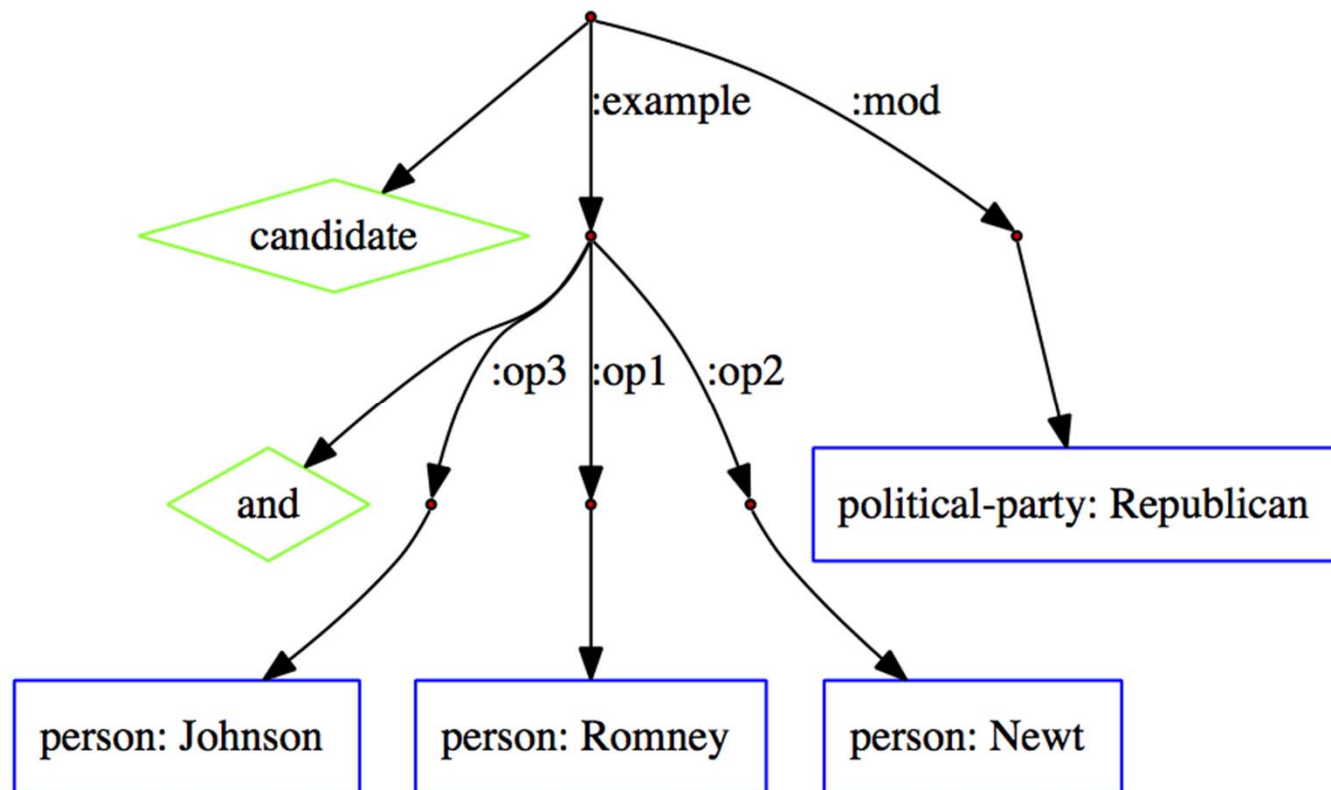 :example
:mod
candidate
:op3
:op1
:op2
and
political-party: Republican
person: Johnson
person: Romney
person: Newt